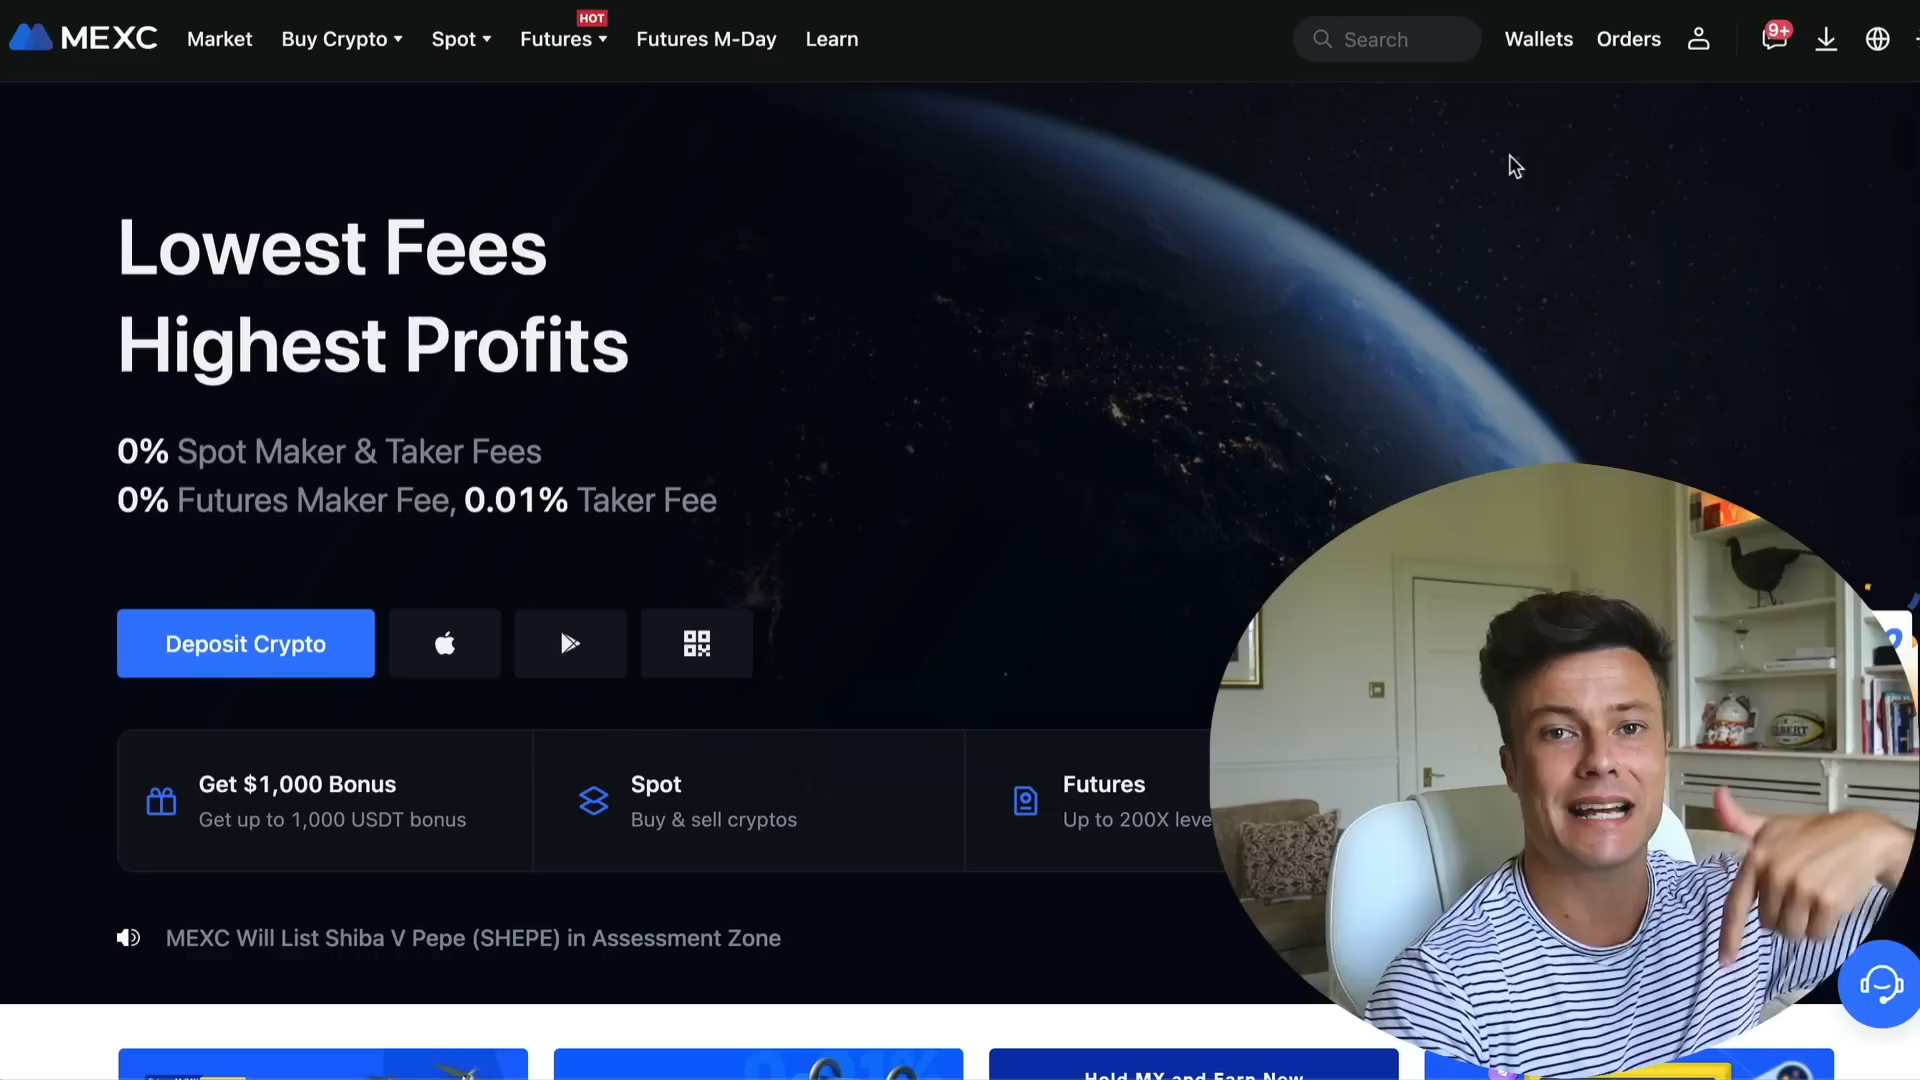 MEXC
Market
Buy Crypto
Spot
Futures
HOT
Futures M-Day
Learn
Search
Wallets
Orders
9+
Lowest Fees
Highest Profits
0% Spot Maker & Taker Fees
0% Futures Maker Fee, 0.01% Taker Fee
Deposit Crypto
Get $1,000 Bonus
Get up to 1,000 USDT bonus
Spot
Buy & sell cryptos
Futures
Up to 200X leve
MEXC Will List Shiba V Pepe (SHEPE) in Assessment Zone
Hold MX and Earn New